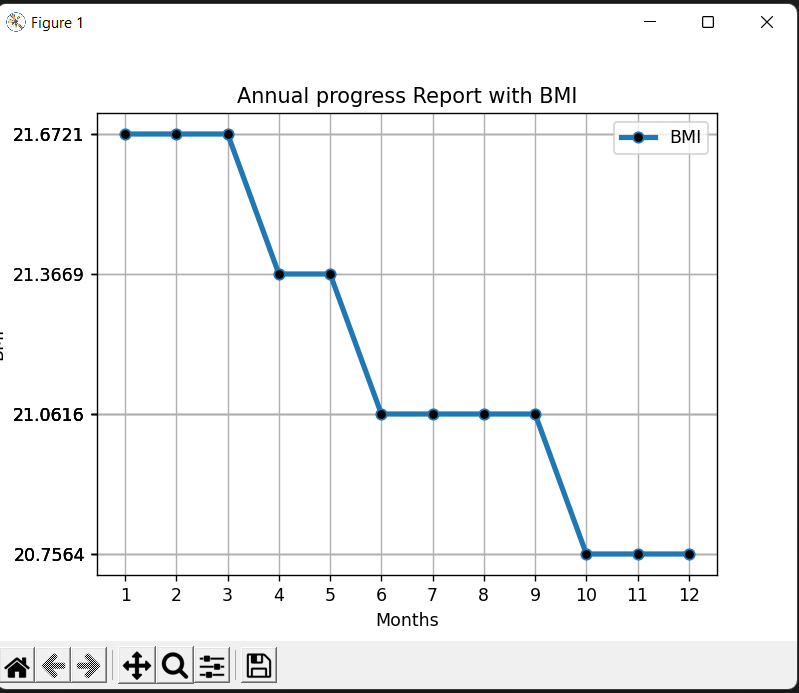 Figure 1
Annual progress Report with BMI
BMI
21.6721
21.3669
21.0616
20.7564
1 2 3 4 5 6 7 8 9 10 11 12
Months